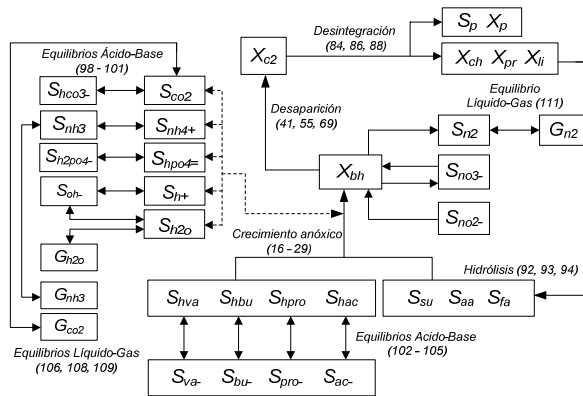 Desintegración
(84, 86, 88)
Sp Xp
Xc2
Xch Xpr Xli
Equilibrios Ácido-Base
(98 - 101)
Shco3- Sco2
Snh3 Snh4+
Sh2po4- Shpo4=
Soh- Sh+
Sh2o
Gh2o
Gnh3
Gco2
Equilibrios Líquido-Gas
(106, 108, 109)
Desaparición
(41, 55, 69)
Equilibrio
Líquido-Gas (111)
Sn2 Gn2
Xbh
Sno3-
Sno2-
Crecimiento anóxico
(16 - 29)
Hidrólisis (92, 93, 94)
Shva Shbu Shpro Shac
Ssu Saa Sfa
Equilibrios Acido-Base
(102 - 105)
Sva- Sbu- Spro- Sac-